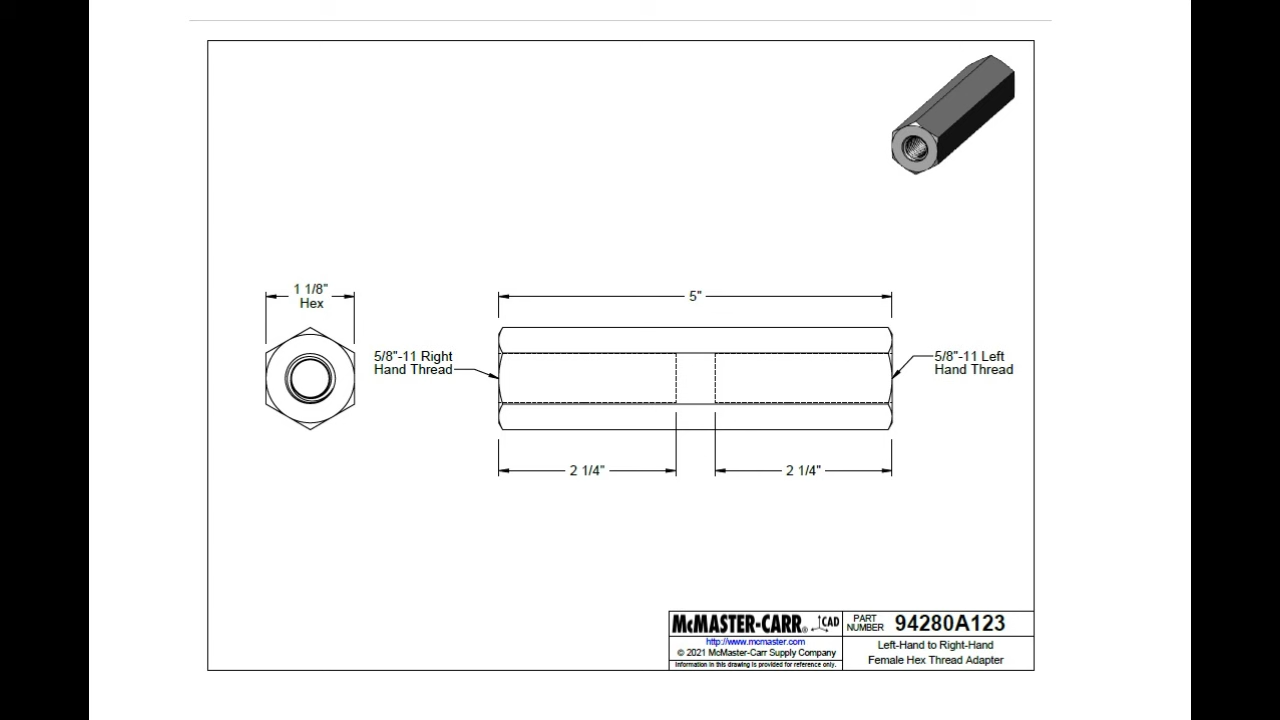 1 1/8"
Hex
5"
5/8"-11 Right
Hand Thread
5/8"-11 Left
Hand Thread
2 1/4"
2 1/4"
McMASTER-CARR® CAD
http://www.mcmaster.com
© 2021 McMaster-Carr Supply Company
Information in this drawing is provided for reference only.
PART
NUMBER
94280A123
Left-Hand to Right-Hand
Female Hex Thread Adapter